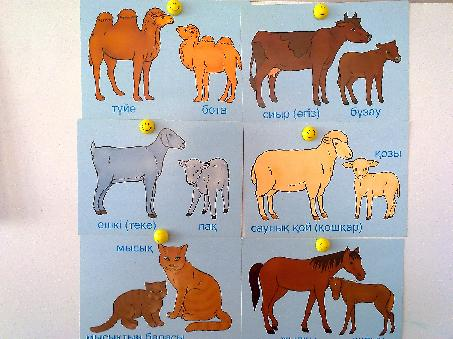 түйе бота
сиыр (өгіз) бұзау
ешкі (теке) лақ
қозы
саулық қой (қошқар)
мысық
мысықтың баласы